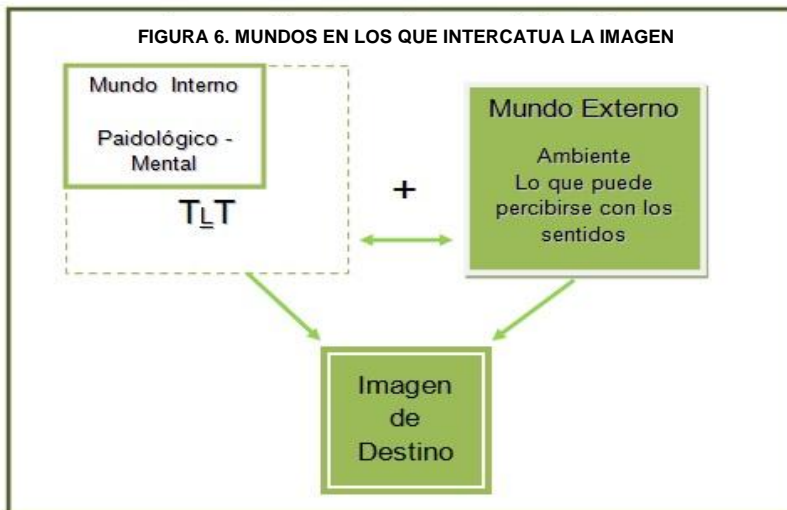 FIGURA 6. MUNDOS EN LOS QUE INTERCATUA LA IMAGEN
Mundo Interno
Paidológico -
Mental
TLT
+
Mundo Externo
Ambiente
Lo que puede
percibirse con los
sentidos
Imagen
de
Destino